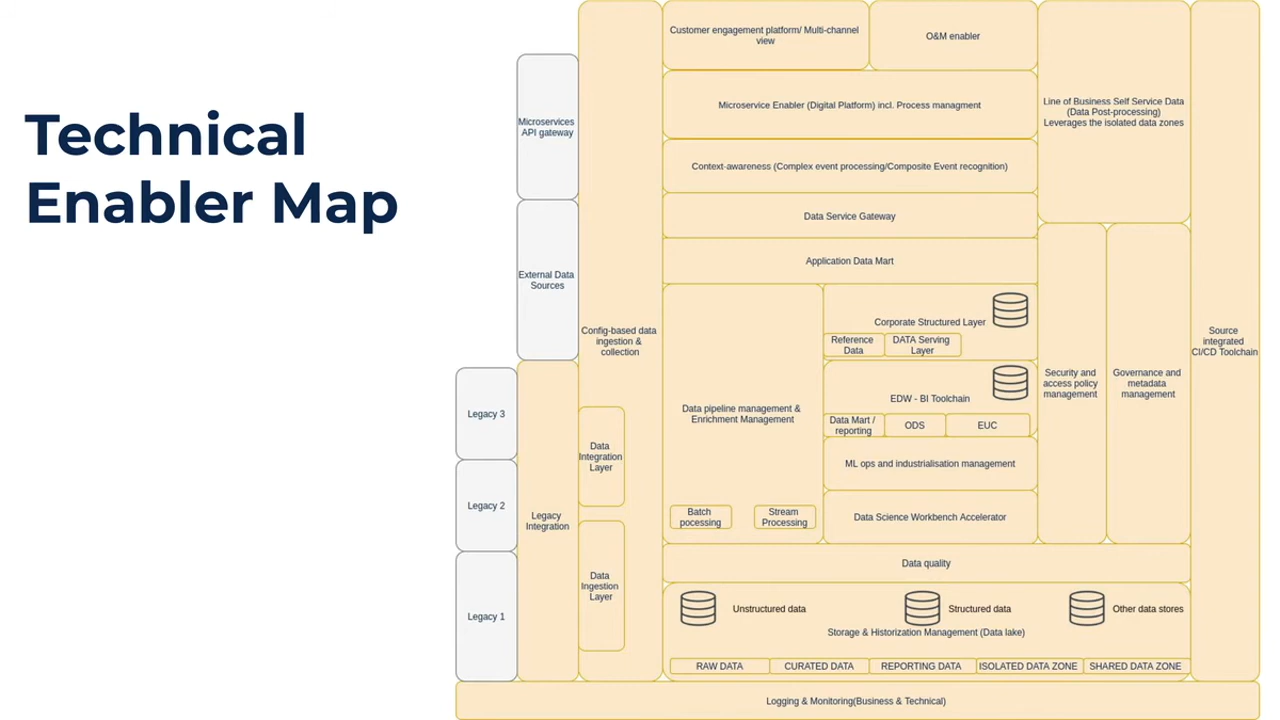 Technical
Enabler Map
Customer engagement platform/ Multi-channel
view
O&M enabler
Microservices
API gateway
Microservice Enabler (Digital Platform) incl. Process managment
Line of Business Self Service Data
(Data Post-processing)
Leverages the isolated data zones
Context-awareness (Complex event processing/Composite Event recognition)
Data Service Gateway
Application Data Mart
External Data
Sources
Config-based data
ingestion &
collection
Corporate Structured Layer
Reference
Data
DATA Serving
Layer
Source
integrated
CI/CD Toolchain
Security and
access policy
management
Governance and
metadata
management
EDW - BI Toolchain
Data Mart /
reporting
ODS
EUC
Data pipeline management &
Enrichment Management
Legacy 3
Data
Integration
Layer
ML ops and industrialisation management
Legacy 2
Legacy
Integration
Batch
pocessing
Stream
Processing
Data Science Workbench Accelerator
Data quality
Data
Ingestion
Layer
Legacy 1
Unstructured data
Structured data
Other data stores
Storage & Historization Management (Data lake)
RAW DATA
CURATED DATA
REPORTING DATA
ISOLATED DATA ZONE
SHARED DATA ZONE
Logging & Monitoring(Business & Technical)